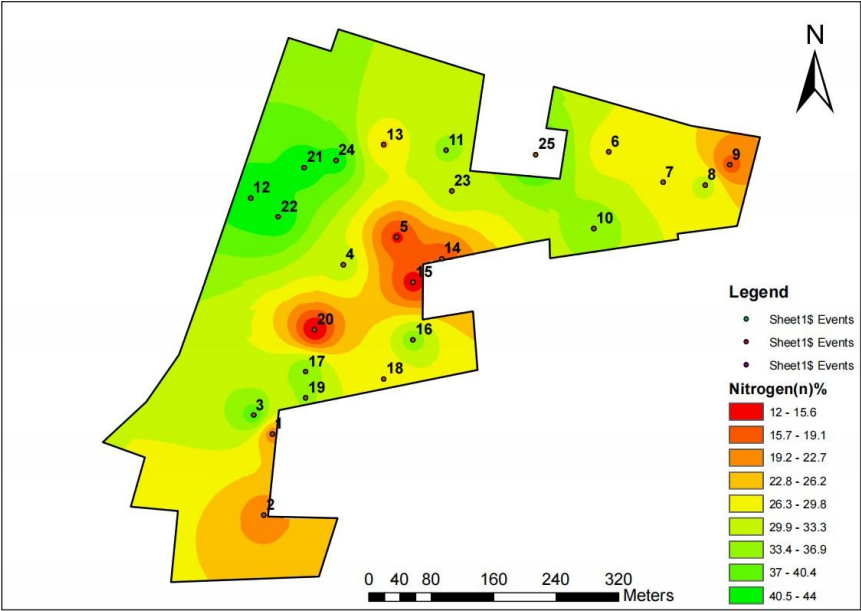 N
13
11
25
6
24
21
9
7
8
12
23
22
10
5
14
4
15
20
16
17
18
19
3
1
2
Legend
Sheet1$ Events
Sheet1$ Events
Sheet1$ Events
Nitrogen(n)%
12 - 15.6
15.7 - 19.1
19.2 - 22.7
22.8 - 26.2
26.3 - 29.8
29.9 - 33.3
33.4 - 36.9
37 - 40.4
40.5 - 44
0 40 80 160 240 320
Meters